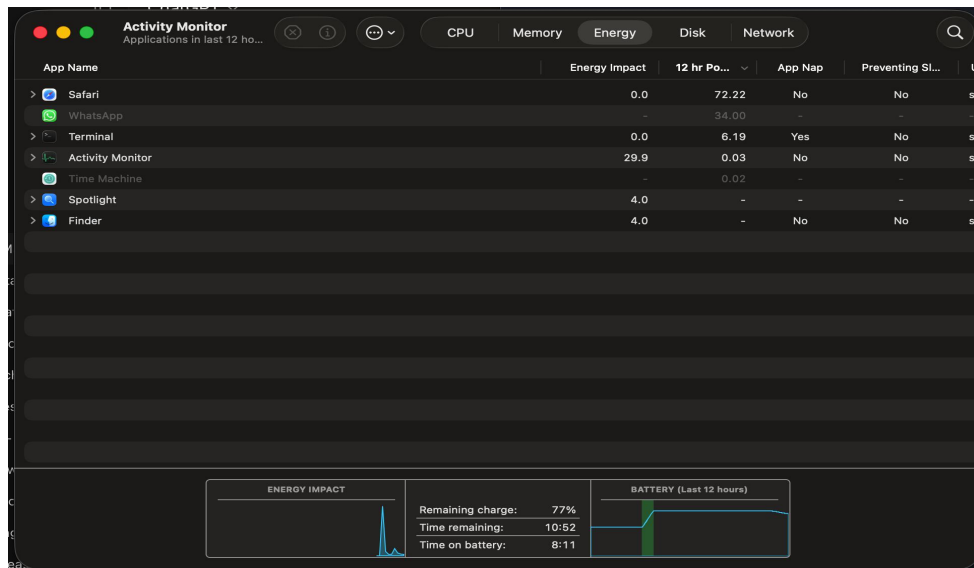 Activity Monitor
Applications in last 12 ho...
CPU Memory Energy Disk Network
App Name Energy Impact 12 hr Po... App Nap Preventing Sl...
Safari 0.0 72.22 No No
WhatsApp - 34.00 - -
Terminal 0.0 6.19 Yes No
Activity Monitor 29.9 0.03 No No
Time Machine - 0.02 - -
Spotlight 4.0 - - -
Finder 4.0 - No No
ENERGY IMPACT
Remaining charge: 77%
Time remaining: 10:52
Time on battery: 8:11
BATTERY (Last 12 hours)